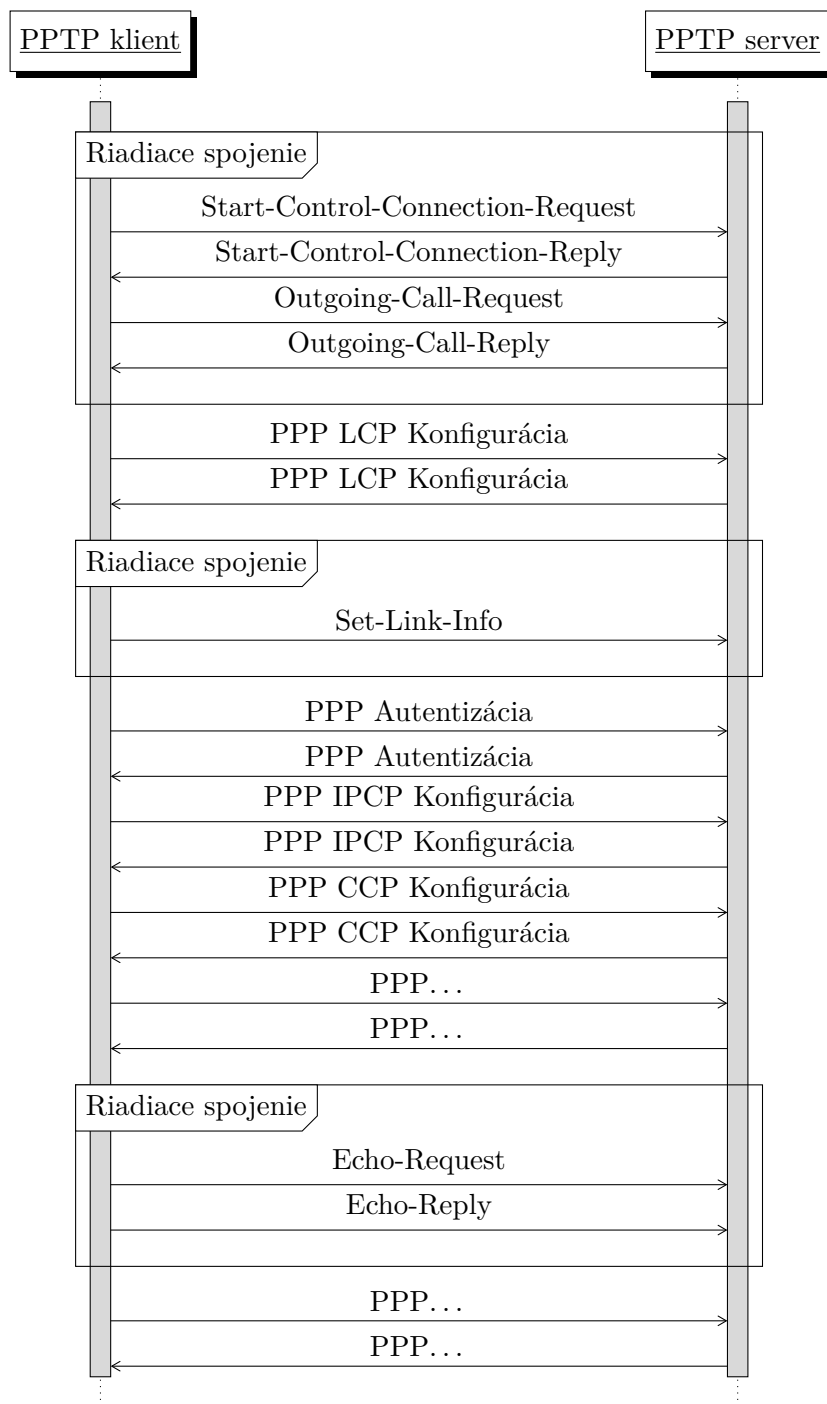 PPTP klient
PPTP server
Riadiace spojenie
Start-Control-Connection-Request
Start-Control-Connection-Reply
Outgoing-Call-Request
Outgoing-Call-Reply
PPP LCP Konfigurácia
PPP LCP Konfigurácia
Riadiace spojenie
Set-Link-Info
PPP Autentizácia
PPP Autentizácia
PPP IPCP Konfigurácia
PPP IPCP Konfigurácia
PPP CCP Konfigurácia
PPP CCP Konfigurácia
PPP...
PPP...
Riadiace spojenie
Echo-Request
Echo-Reply
PPP...
PPP...